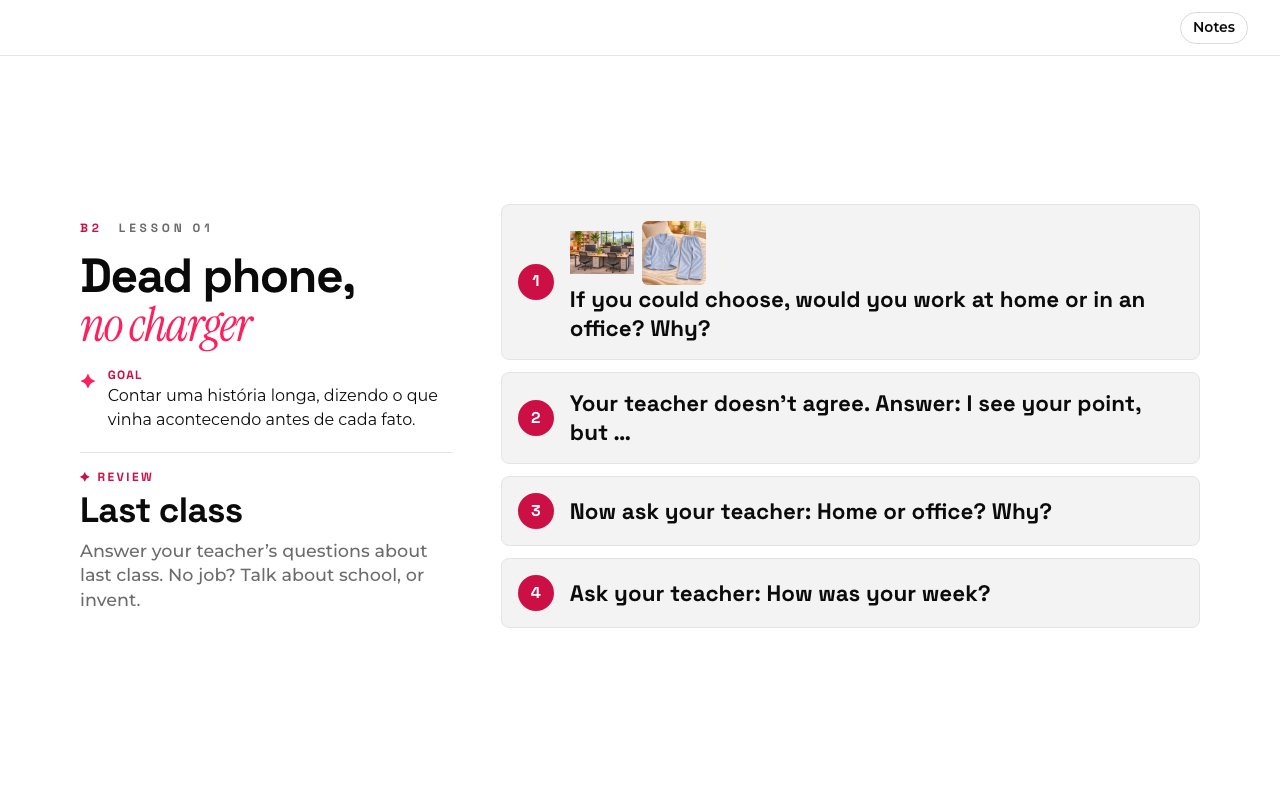 Notes
B2 LESSON 01
Dead phone,
no charger
GOAL
Contar uma história longa, dizendo o que
vinha acontecendo antes de cada fato.
REVIEW
Last class
Answer your teacher’s questions about
last class. No job? Talk about school, or
invent.
1
If you could choose, would you work at home or in an
office? Why?
2
Your teacher doesn’t agree. Answer: I see your point,
but ...
3
Now ask your teacher: Home or office? Why?
4
Ask your teacher: How was your week?